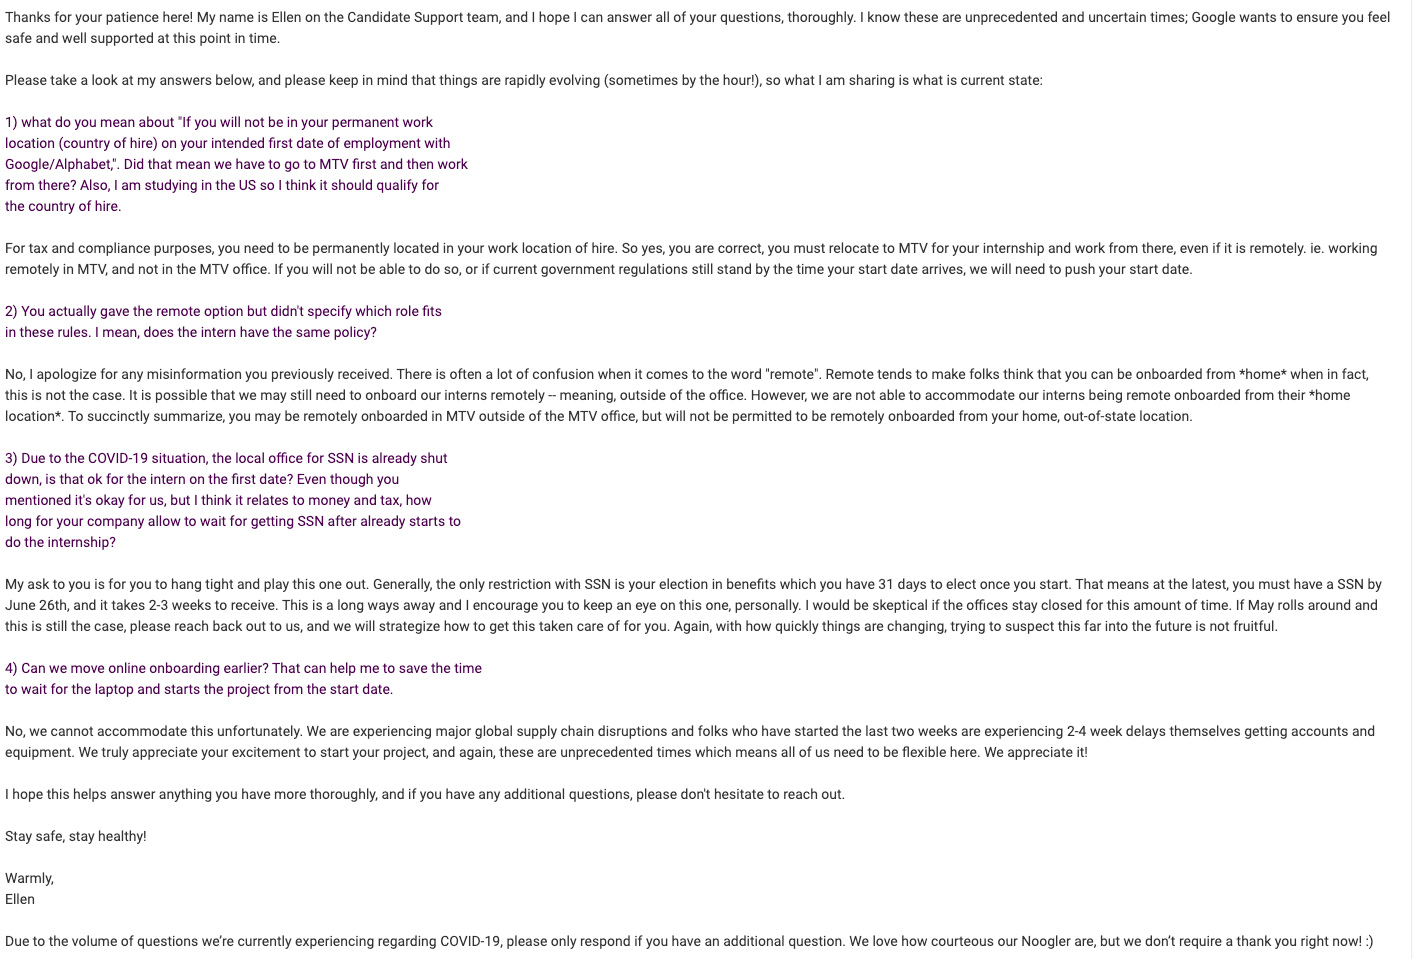 Thanks for your patience here! My name is Ellen on the Candidate Support team, and I hope I can answer all of your questions, thoroughly. I know these are unprecedented and uncertain times; Google wants to ensure you feel
safe and well supported at this point in time.
Please take a look at my answers below, and please keep in mind that things are rapidly evolving (sometimes by the hour!), so what I am sharing is what is current state:
1) what do you mean about "If you will not be in your permanent work
location (country of hire) on your intended first date of employment with
Google/Alphabet,". Did that mean we have to go to MTV first and then work
from there? Also, I am studying in the US so I think it should qualify for
the country of hire.
For tax and compliance purposes, you need to be permanently located in your work location of hire. So yes, you are correct, you must relocate to MTV for your internship and work from there, even if it is remotely. ie. working
remotely in MTV, and not in the MTV office. If you will not be able to do so, or if current government regulations still stand by the time your start date arrives, we will need to push your start date.
2) You actually gave the remote option but didn't specify which role fits
in these rules. I mean, does the intern have the same policy?
No, I apologize for any misinformation you previously received. There is often a lot of confusion when it comes to the word "remote". Remote tends to make folks think that you can be onboarded from *home* when in fact,
this is not the case. It is possible that we may still need to onboard our interns remotely -- meaning, outside of the office. However, we are not able to accommodate our interns being remote onboarded from their *home
location*. To succinctly summarize, you may be remotely onboarded in MTV outside of the MTV office, but will not be permitted to be remotely onboarded from your home, out-of-state location.
3) Due to the COVID-19 situation, the local office for SSN is already shut
down, is that ok for the intern on the first date? Even though you
mentioned it's okay for us, but I think it relates to money and tax, how
long for your company allow to wait for getting SSN after already starts to
do the internship?
My ask to you is for you to hang tight and play this one out. Generally, the only restriction with SSN is your election in benefits which you have 31 days to elect once you start. That means at the latest, you must have a SSN by
June 26th, and it takes 2-3 weeks to receive. This is a long ways away and I encourage you to keep an eye on this one, personally. I would be skeptical if the offices stay closed for this amount of time. If May rolls around and
this is still the case, please reach back out to us, and we will strategize how to get this taken care of for you. Again, with how quickly things are changing, trying to suspect this far into the future is not fruitful.
4) Can we move online onboarding earlier? That can help me to save the time
to wait for the laptop and starts the project from the start date.
No, we cannot accommodate this unfortunately. We are experiencing major global supply chain disruptions and folks who have started the last two weeks are experiencing 2-4 week delays themselves getting accounts and
equipment. We truly appreciate your excitement to start your project, and again, these are unprecedented times which means all of us need to be flexible here. We appreciate it!
I hope this helps answer anything you have more thoroughly, and if you have any additional questions, please don't hesitate to reach out.
Stay safe, stay healthy!
Warmly,
Ellen
Due to the volume of questions we're currently experiencing regarding COVID-19, please only respond if you have an additional question. We love how courteous our Noogler are, but we don't require a thank you right now! :)